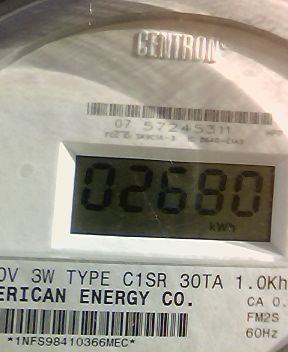 CENTRON
07 57245311
02680
kWh
0V 3W TYPE C1SR 30TA 1.0Kh
ERICAN ENERGY CO.
CA 0.
FM2S
60Hz
*1NFS98410366MEC*